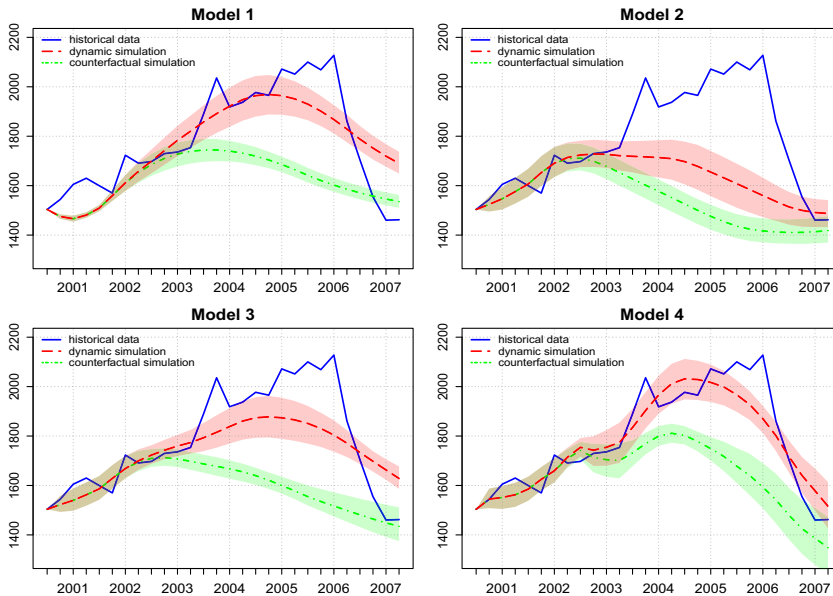 Model 1
2200
2000
1800
1600
1400
historical data
dynamic simulation
counterfactual simulation
2001 2002 2003 2004 2005 2006 2007
Model 2
2200
2000
1800
1600
1400
historical data
dynamic simulation
counterfactual simulation
2001 2002 2003 2004 2005 2006 2007
Model 3
2200
2000
1800
1600
1400
historical data
dynamic simulation
counterfactual simulation
2001 2002 2003 2004 2005 2006 2007
Model 4
2200
2000
1800
1600
1400
historical data
dynamic simulation
counterfactual simulation
2001 2002 2003 2004 2005 2006 2007